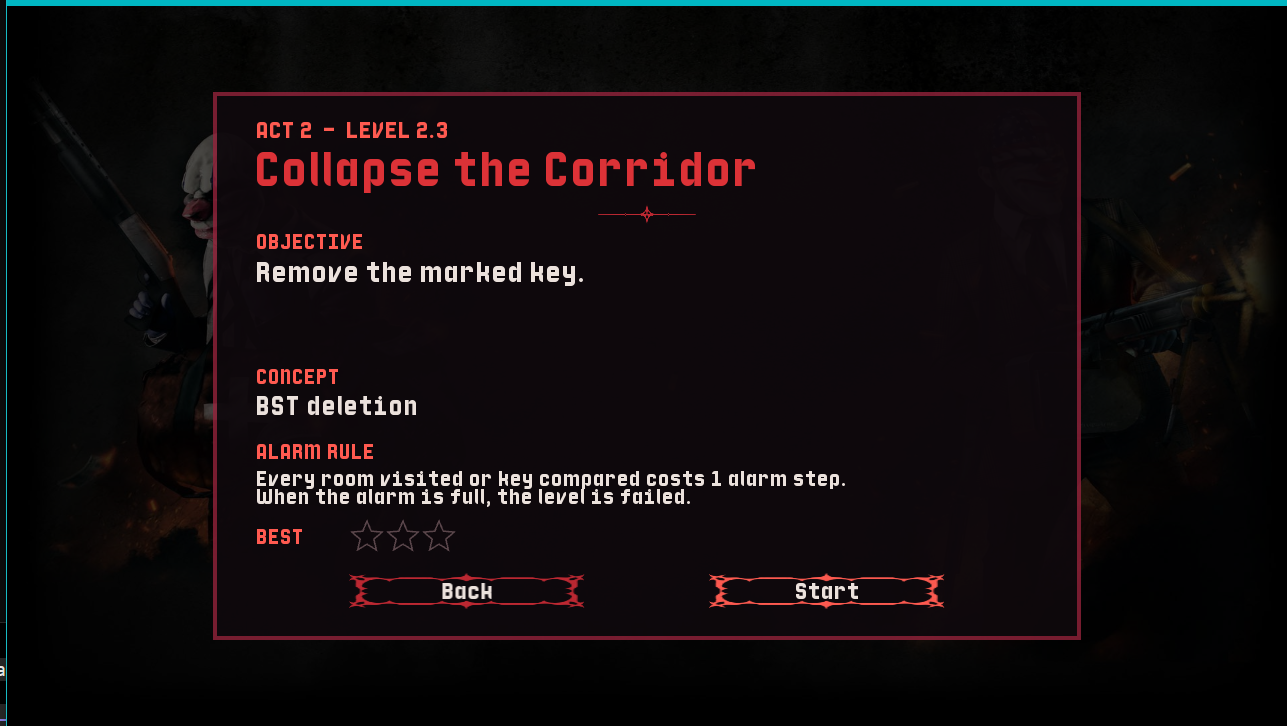 ACT 2 - LEVEL 2.3
Collapse the Corridor
OBJECTIVE
Remove the marked key.
CONCEPT
BST deletion
ALARM RULE
Every room visited or key compared costs 1 alarm step.
When the alarm is full, the level is failed.
BEST
Back Start